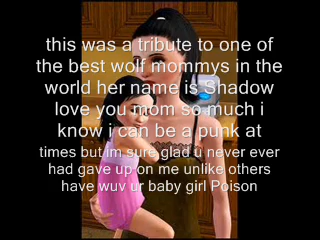 this was a tribute to one of
the best wolf mommys in the
world her name is Shadow
love you mom so much i
know i can be a punk at
times but im sure glad u never ever
had gave up on me unlike others
have wuv ur baby girl Poison